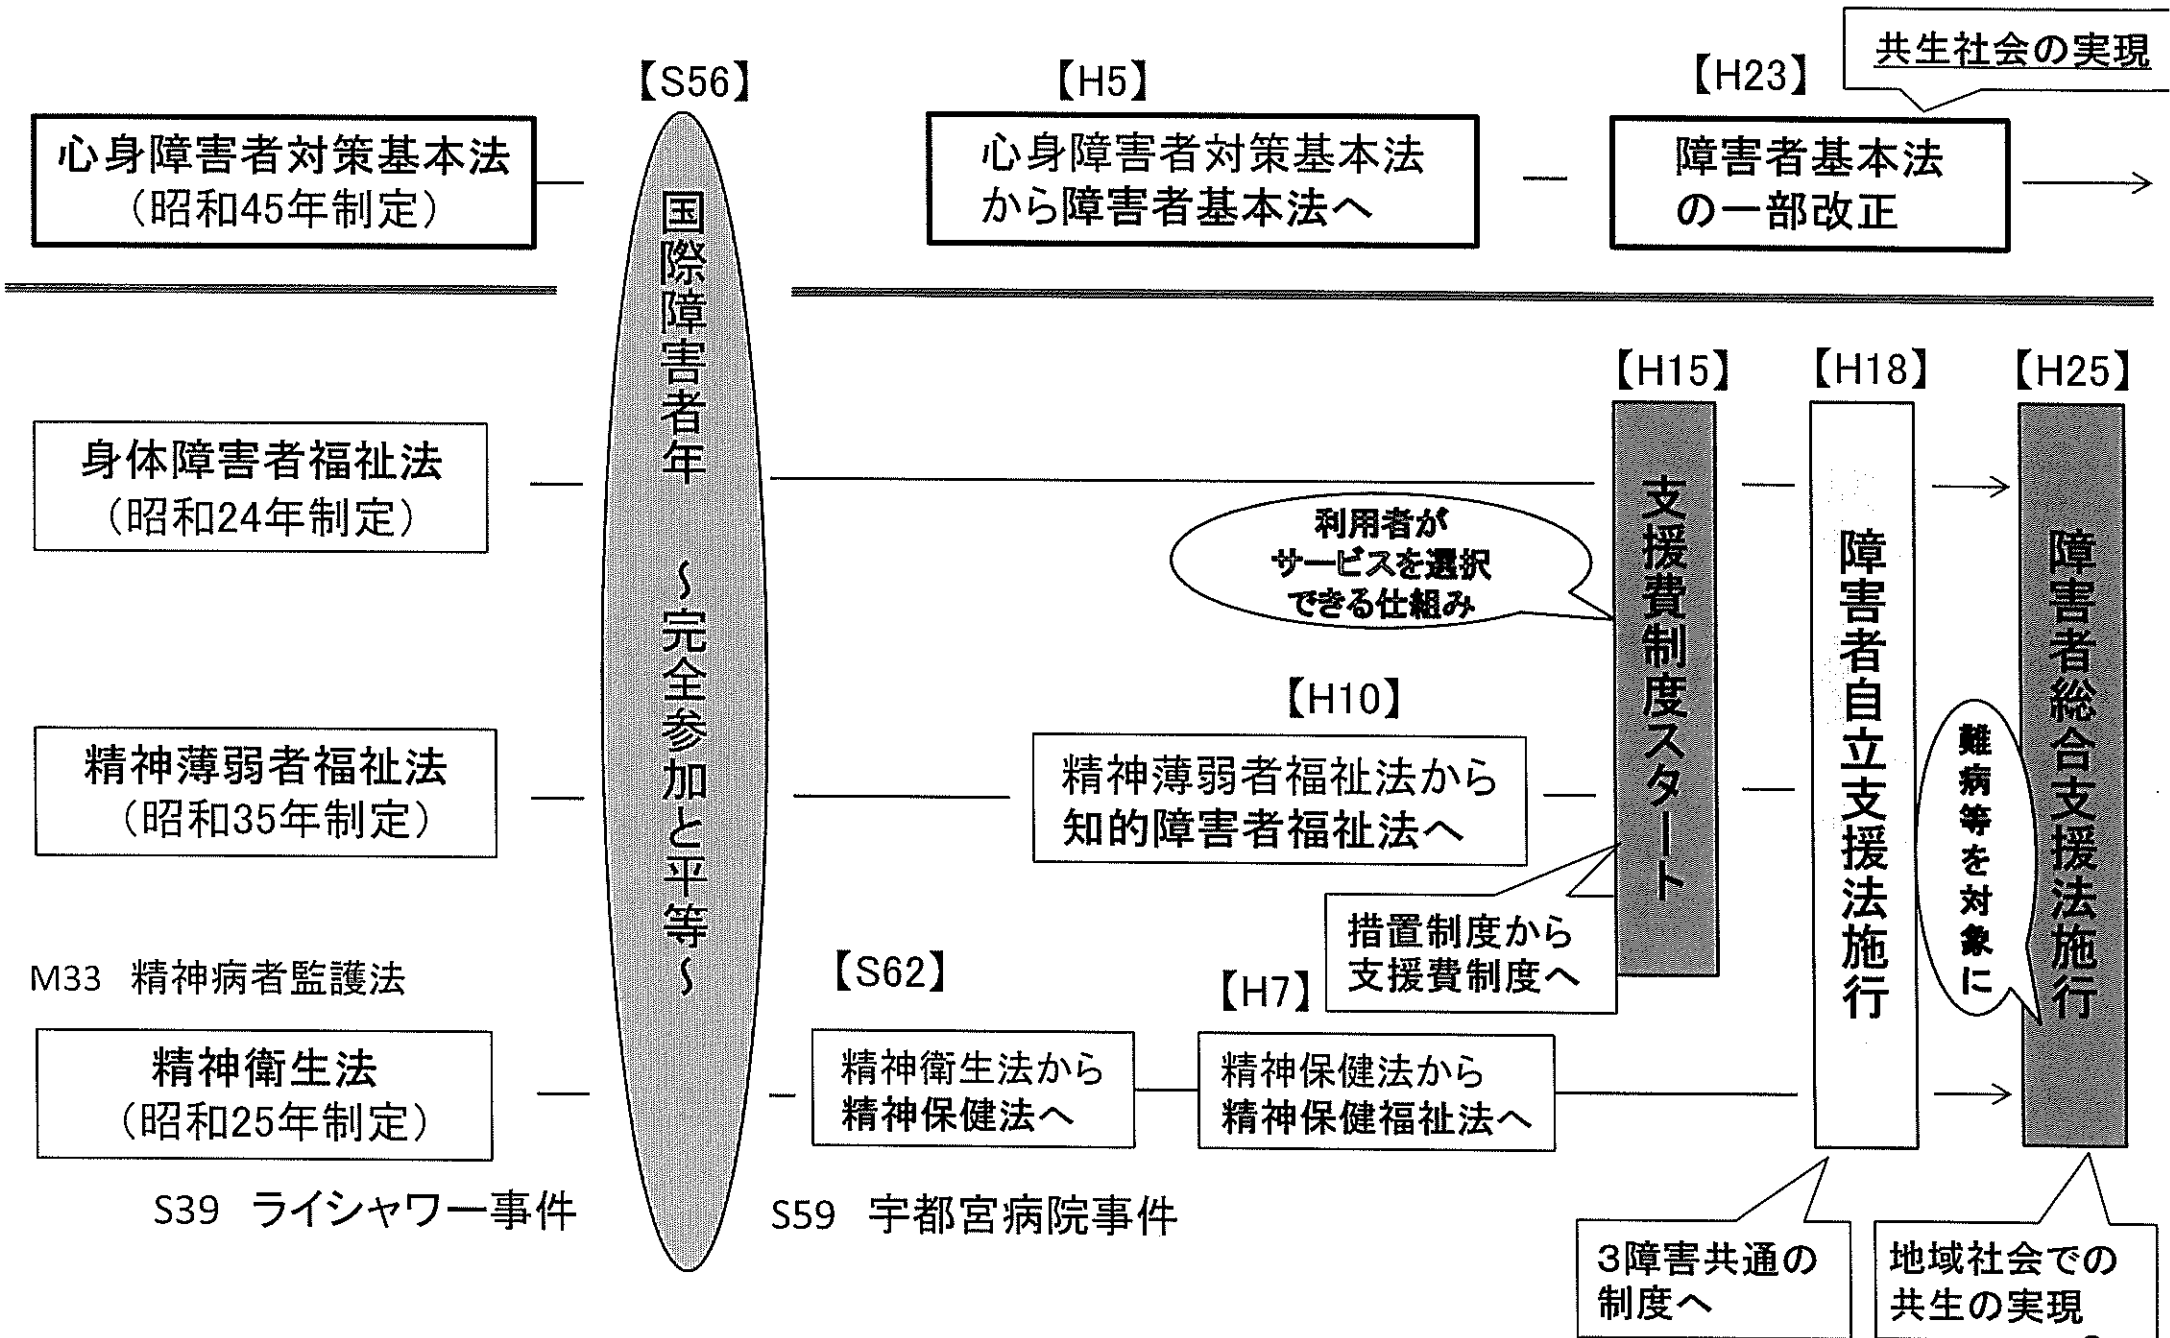 共生社会の実現
【S56】
【H5】
【H23】
心身障害者対策基本法
（昭和45年制定）
心身障害者対策基本法
から障害者基本法へ
障害者基本法
の一部改正
国際障害者年　～完全参加と平等～
【H15】
【H18】
【H25】
身体障害者福祉法
（昭和24年制定）
利用者が
サービスを選択
できる仕組み
支援費制度スタート
障害者自立支援法施行
障害者総合支援法施行
難病等を対象に
【H10】
精神薄弱者福祉法
（昭和35年制定）
精神薄弱者福祉法から
知的障害者福祉法へ
措置制度から
支援費制度へ
M33　精神病者監護法
【S62】
【H7】
精神衛生法
（昭和25年制定）
精神衛生法から
精神保健法へ
精神保健法から
精神保健福祉法へ
S39　ライシャワー事件
S59　宇都宮病院事件
3障害共通の
制度へ
地域社会での
共生の実現